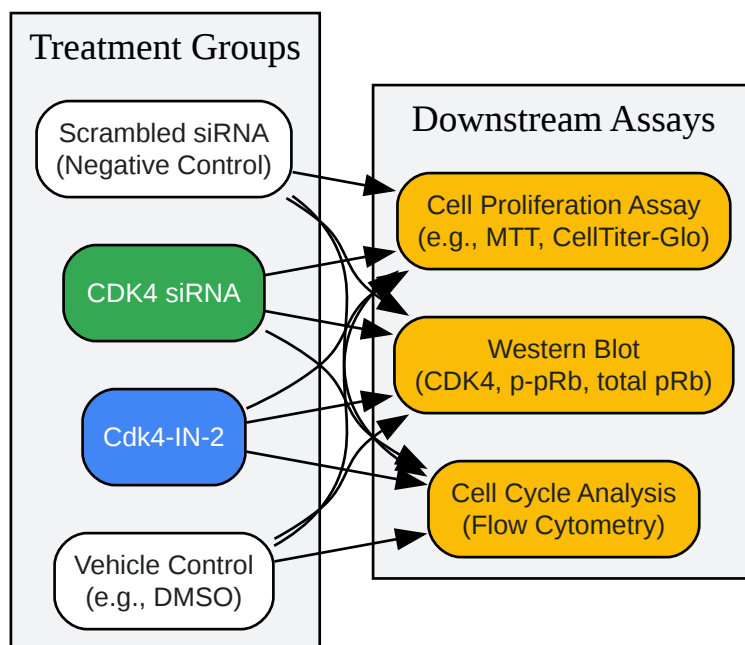 Treatment Groups
Scrambled siRNA
(Negative Control)
CDK4 siRNA
Cdk4-IN-2
Vehicle Control
(e.g., DMSO)
Downstream Assays
Cell Proliferation Assay
(e.g., MTT, CellTiter-Glo)
Western Blot
(CDK4, p-pRb, total pRb)
Cell Cycle Analysis
(Flow Cytometry)